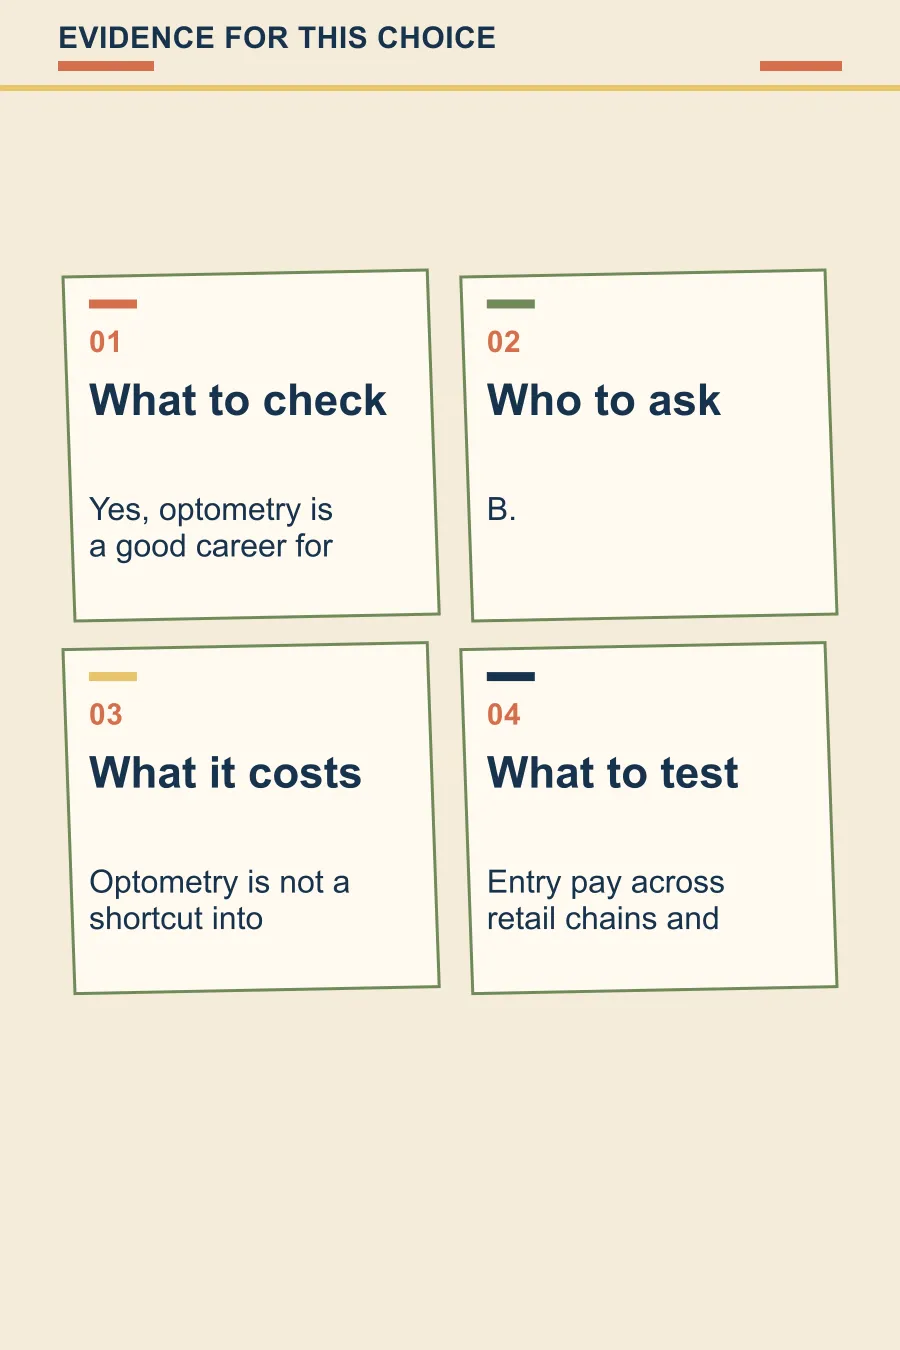 EVIDENCE FOR THIS CHOICE
01
What to check
Yes, optometry is
a good career for
02
Who to ask
B.
03
What it costs
Optometry is not a
shortcut into
04
What to test
Entry pay across
retail chains and